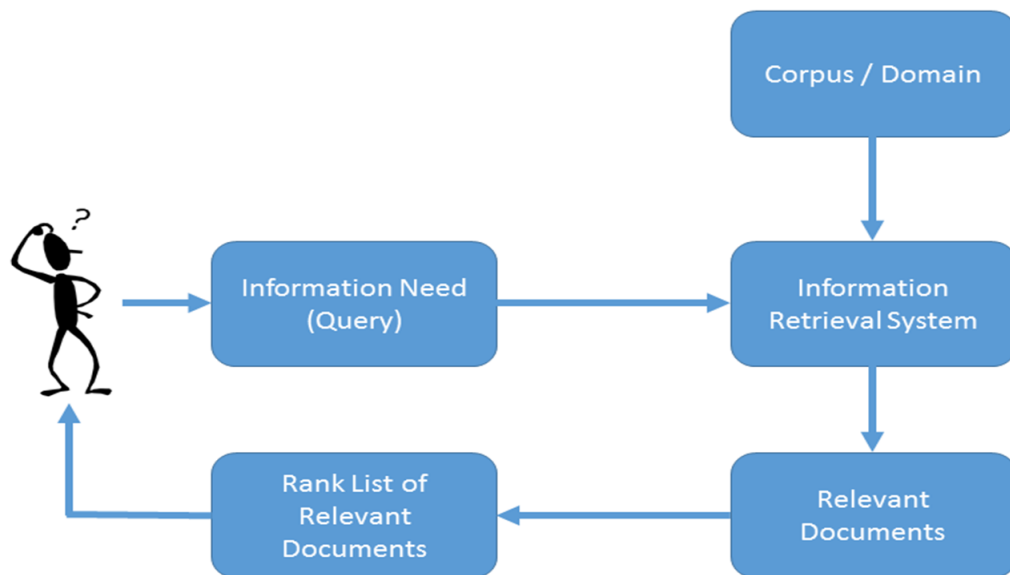 Corpus / Domain
?
Information Need
(Query)
Information
Retrieval System
Rank List of
Relevant
Documents
Relevant
Documents